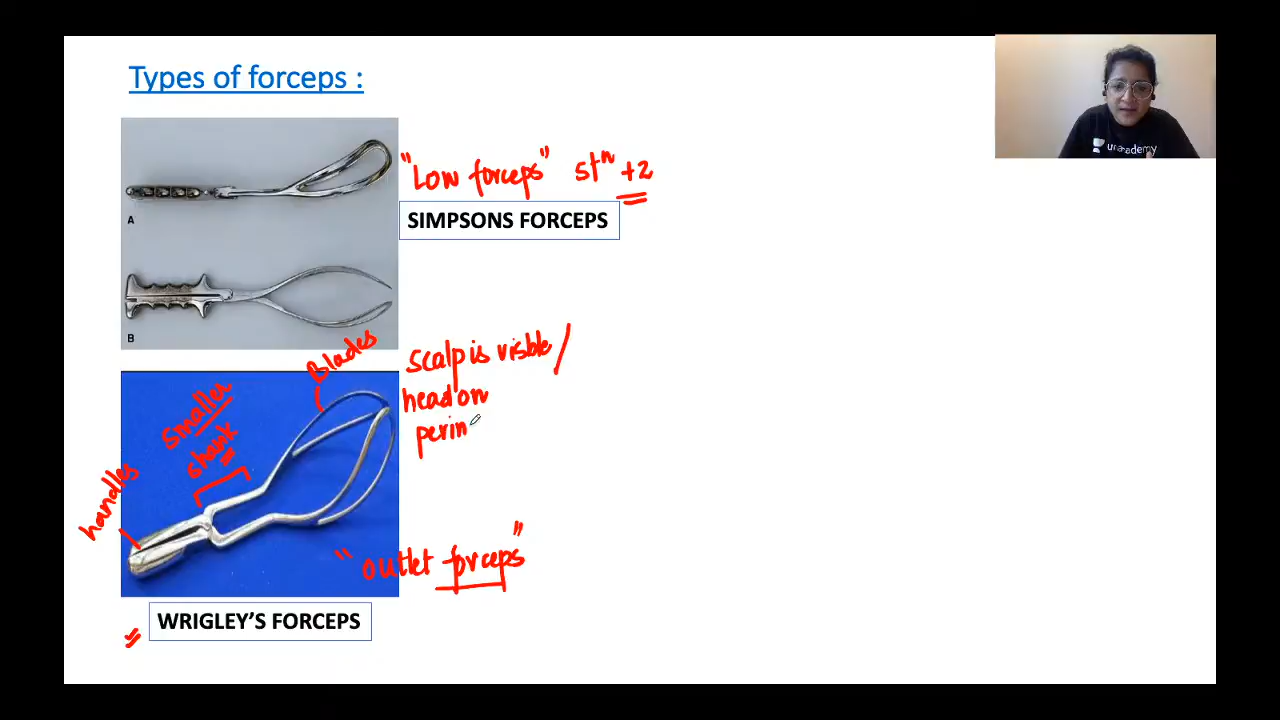 Types of forceps :
"Low forceps" stn +2
SIMPSONS FORCEPS
A
B
Blades
scalp is visible/
head on
perin
smaller
shank
handles
"outlet forceps"
WRIGLEY'S FORCEPS